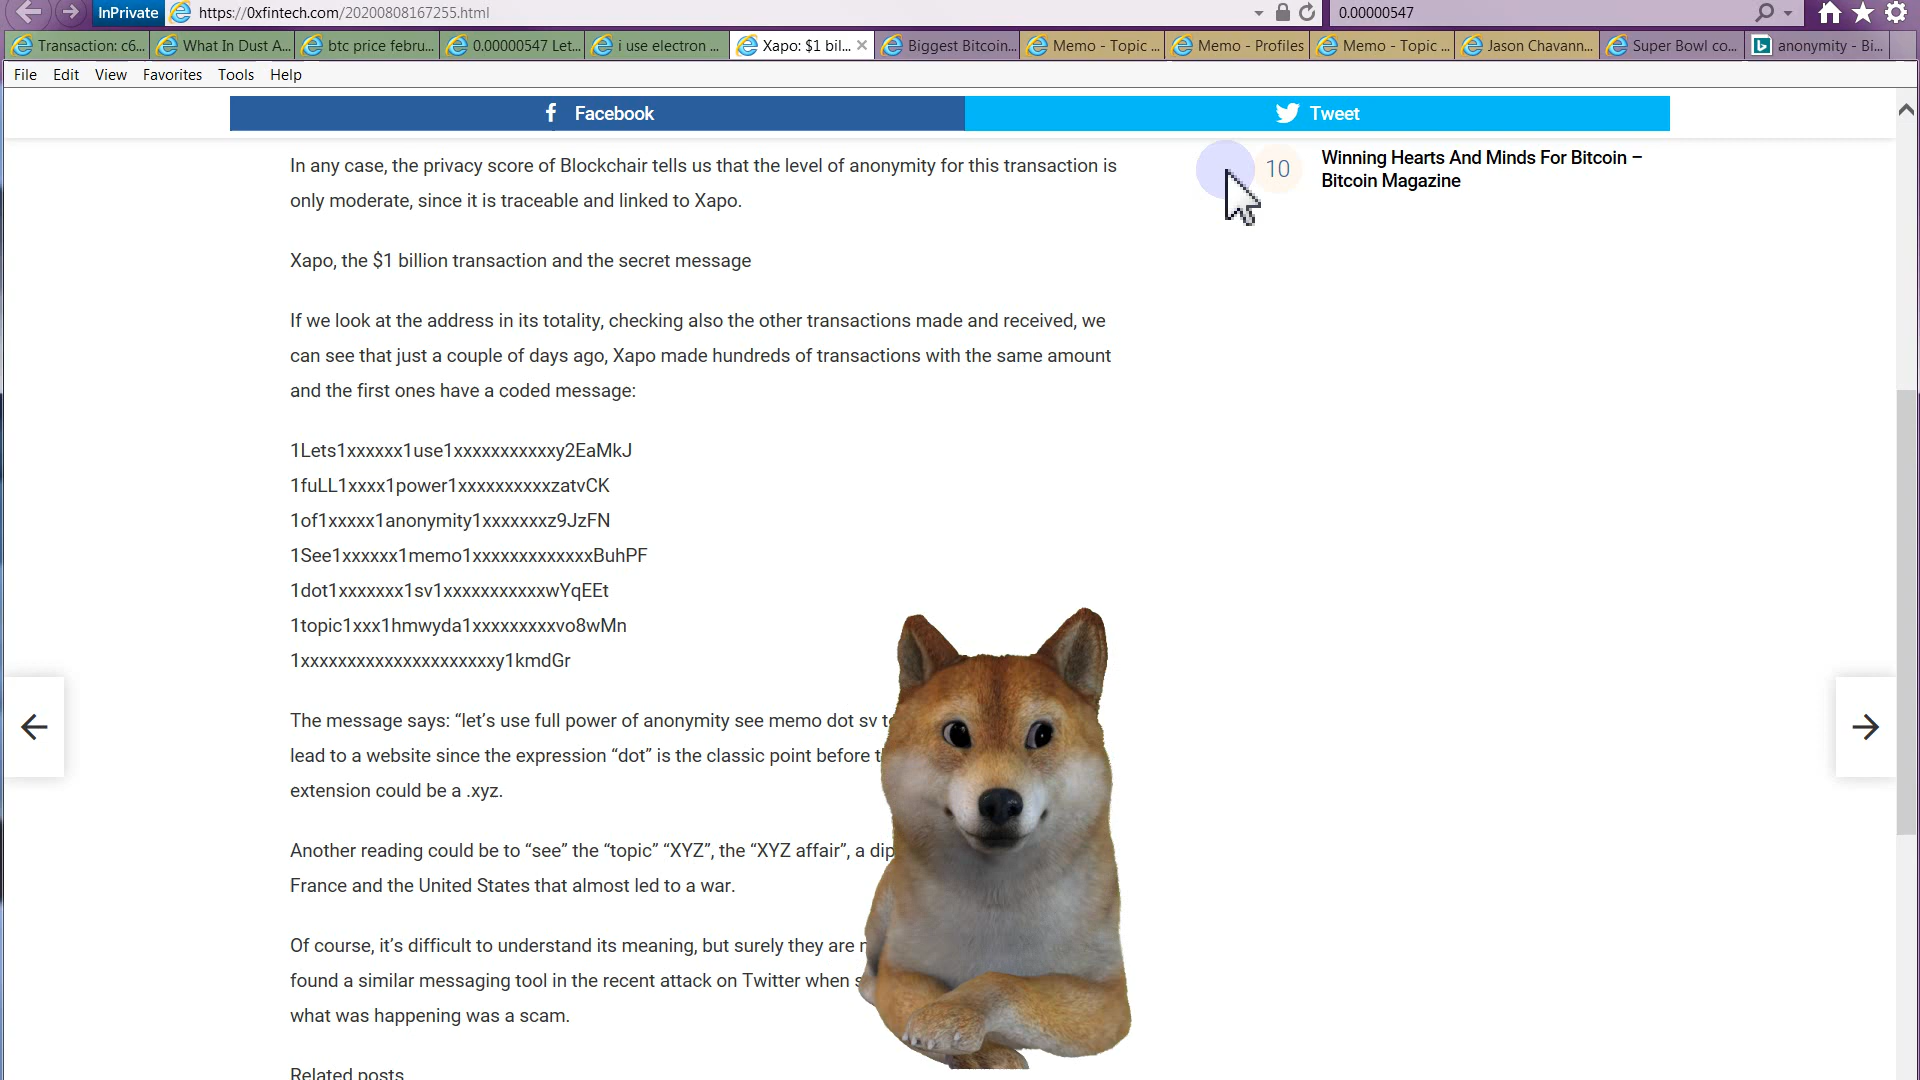 InPrivate
https://0xfintech.com/20200808167255.html
0.00000547
Transaction: c6...
What In Dust A...
btc price febru...
0.00000547 Let...
i use electron ...
Xapo: $1 bil...
Biggest Bitcoin...
Memo - Topic ...
Memo - Profiles
Memo - Topic ...
Jason Chavann...
Super Bowl co...
anonymity - Bi...
File Edit View Favorites Tools Help
Facebook
Tweet
In any case, the privacy score of Blockchair tells us that the level of anonymity for this transaction is
only moderate, since it is traceable and linked to Xapo.
10
Winning Hearts And Minds For Bitcoin –
Bitcoin Magazine
Xapo, the $1 billion transaction and the secret message
If we look at the address in its totality, checking also the other transactions made and received, we
can see that just a couple of days ago, Xapo made hundreds of transactions with the same amount
and the first ones have a coded message:
1Lets1xxxxxx1use1xxxxxxxxxxxy2EaMkJ
1fuLL1xxxx1power1xxxxxxxxxxzatvCK
1of1xxxxx1anonymity1xxxxxxxz9JzFN
1See1xxxxxx1memo1xxxxxxxxxxxxxBuhPF
1dot1xxxxxxx1sv1xxxxxxxxxxxwYqEEt
1topic1xxx1hmwyda1xxxxxxxxxvo8wMn
1xxxxxxxxxxxxxxxxxxxxxy1kmdGr
The message says: “let’s use full power of anonymity see memo dot sv
lead to a website since the expression “dot” is the classic point before
extension could be a .xyz.
Another reading could be to “see” the “topic” “XYZ”, the “XYZ affair”, a
France and the United States that almost led to a war.
Of course, it’s difficult to understand its meaning, but surely they are
found a similar messaging tool in the recent attack on Twitter when
what was happening was a scam.
Related posts